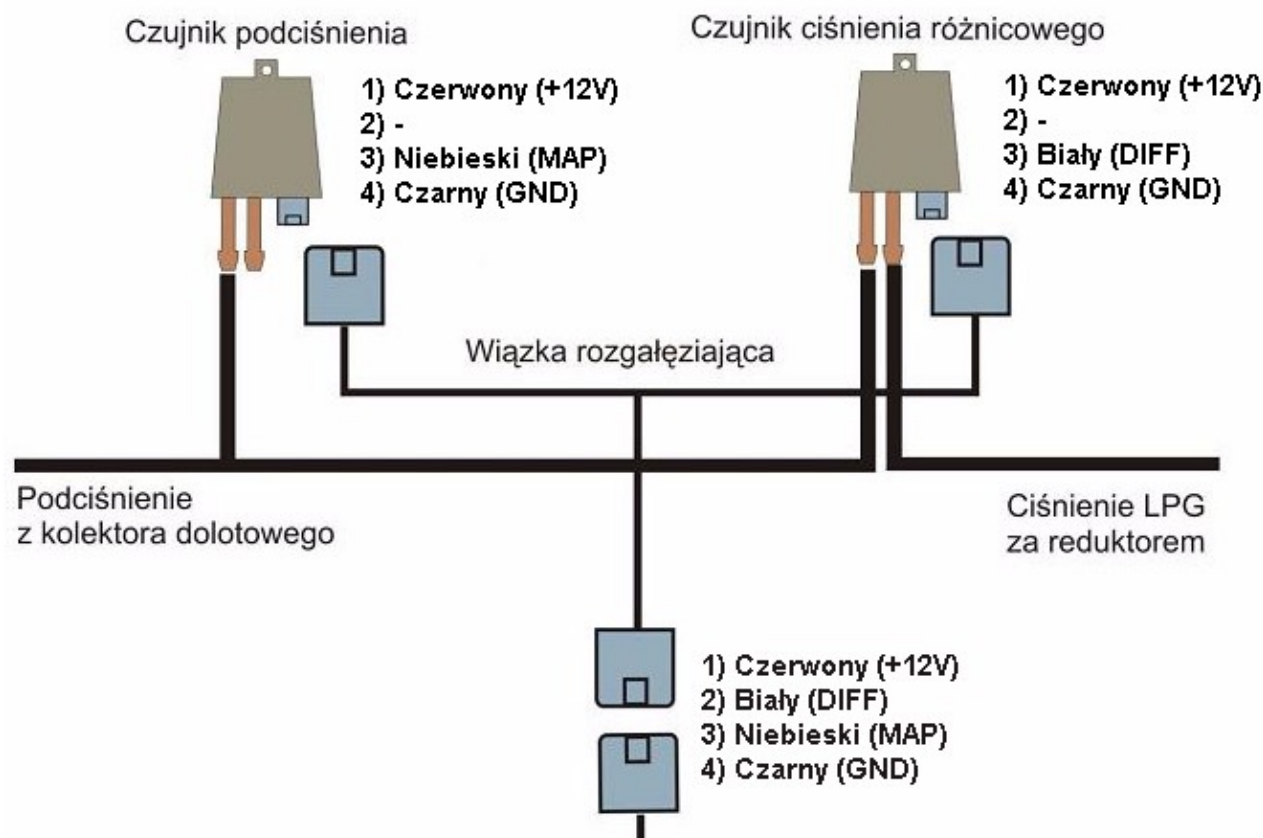 Czujnik podciśnienia
1) Czerwony (+12V)
2) -
3) Niebieski (MAP)
4) Czarny (GND)
Czujnik ciśnienia różnicowego
1) Czerwony (+12V)
2) -
3) Biały (DIFF)
4) Czarny (GND)
Wiązka rozgałęziająca
Podciśnienie
z kolektora dolotowego
Ciśnienie LPG
za reduktorem
1) Czerwony (+12V)
2) Biały (DIFF)
3) Niebieski (MAP)
4) Czarny (GND)